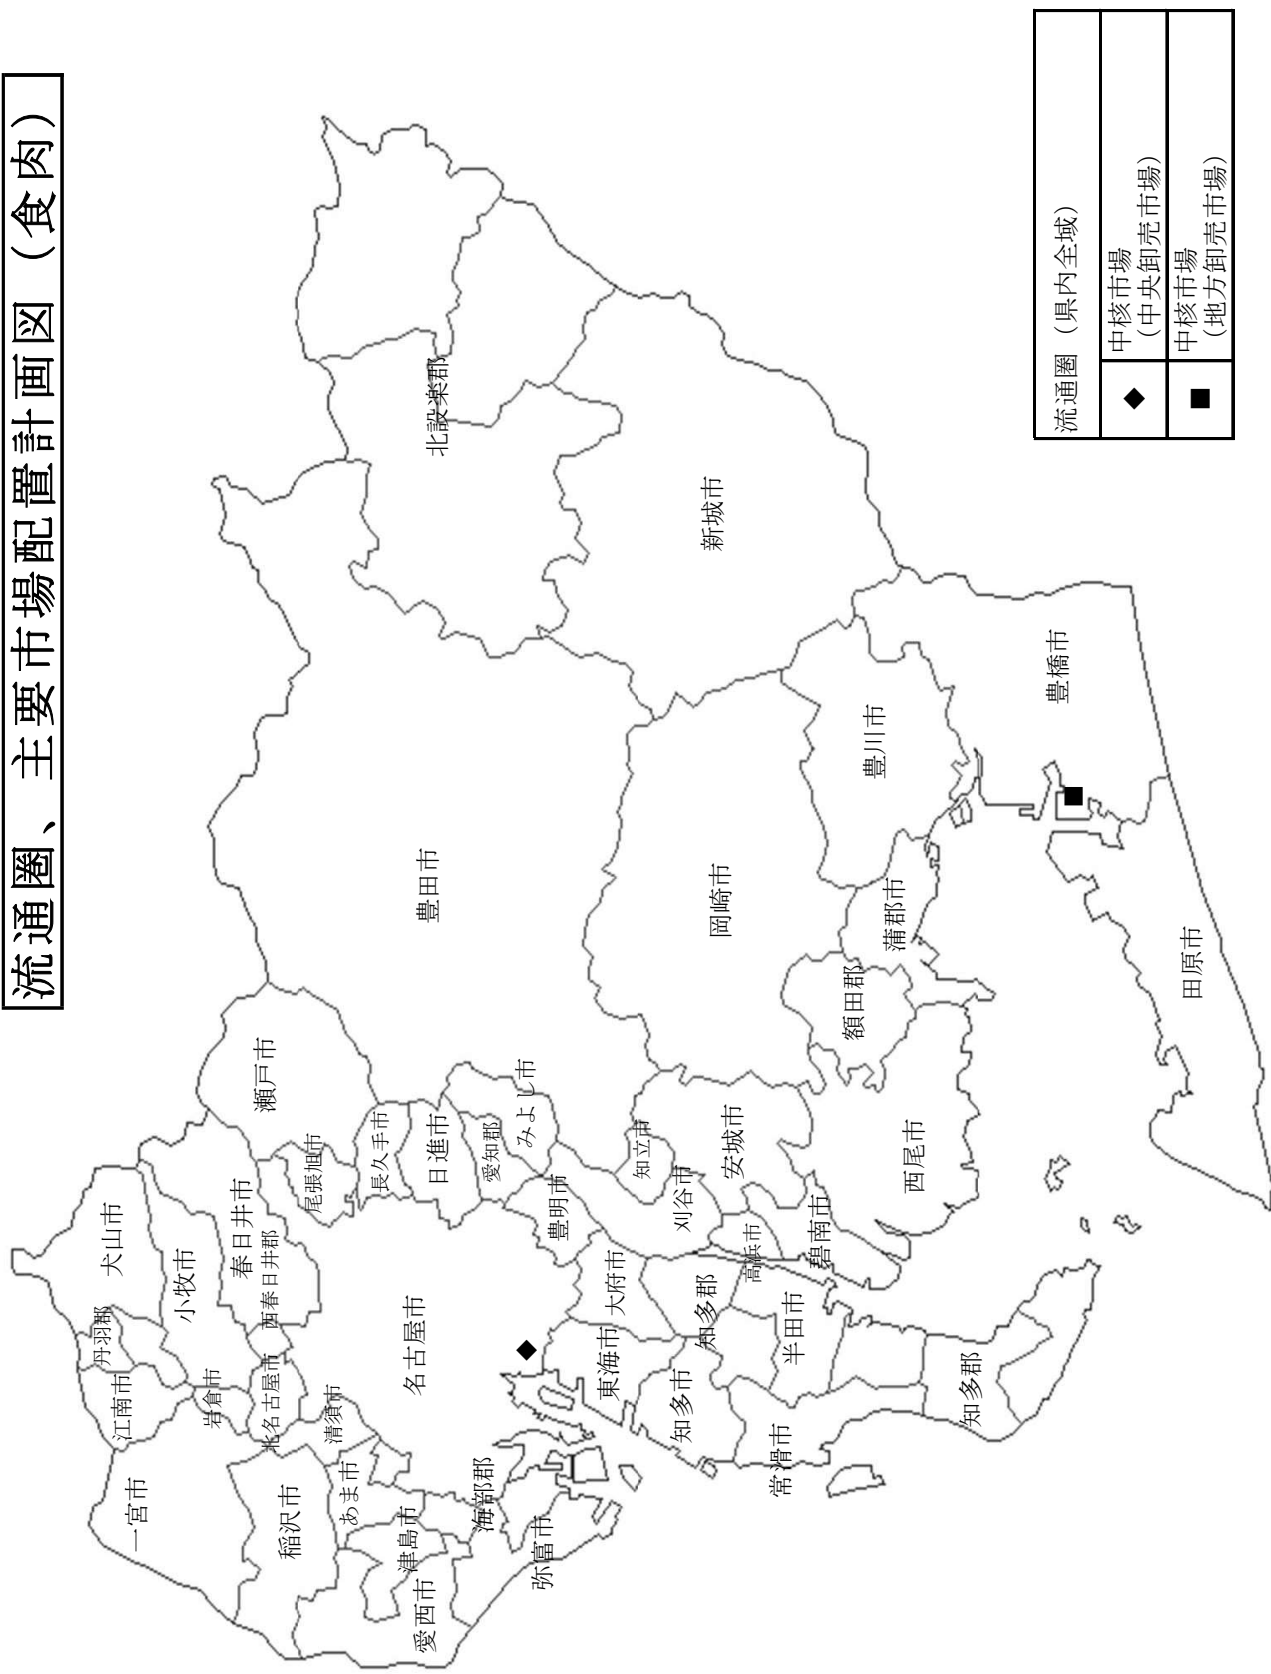 流通圏、主要市場配置計画図（食肉）
犬山市
丹羽郡
江南市
一宮市
小牧市
春日井市
西春日井郡
岩倉市
北名古屋市
清須市
稲沢市
あま市
津島市
愛西市
海部郡
弥富市
瀬戸市
尾張旭市
長久手市
日進市
愛知郡
みよし市
名古屋市
豊明市
大府市
東海市
知多市
知多郡
半田市
常滑市
知多郡
豊田市
知立市
刈谷市
安城市
高浜市
碧南市
西尾市
岡崎市
額田郡
蒲郡市
豊川市
北設楽郡
新城市
豊橋市
田原市
流通圏（県内全域）
◆ 中核市場
（中央卸売市場）
■ 中核市場
（地方卸売市場）